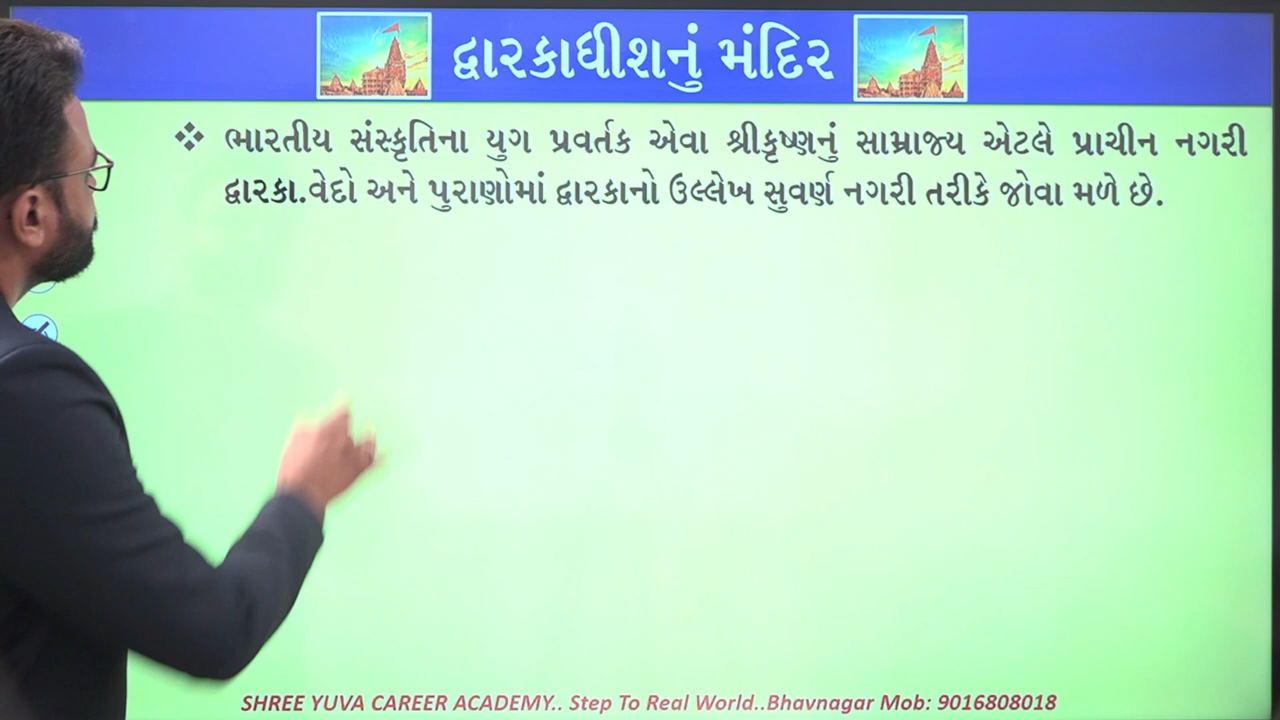 દ્વારકાધીશનું મંદિર
❖ ભારતીય સંસ્કૃતિના યુગ પ્રવર્તક એવા શ્રીકૃષ્ણનું સામ્રાજ્ય એટલે પ્રાચીન નગરી
દ્વારકા.વેદો અને પુરાણોમાં દ્વારકાનો ઉલ્લેખ સુવર્ણ નગરી તરીકે જોવા મળે છે.
SHREE YUVA CAREER ACADEMY.. Step To Real World..Bhavnagar Mob: 9016808018